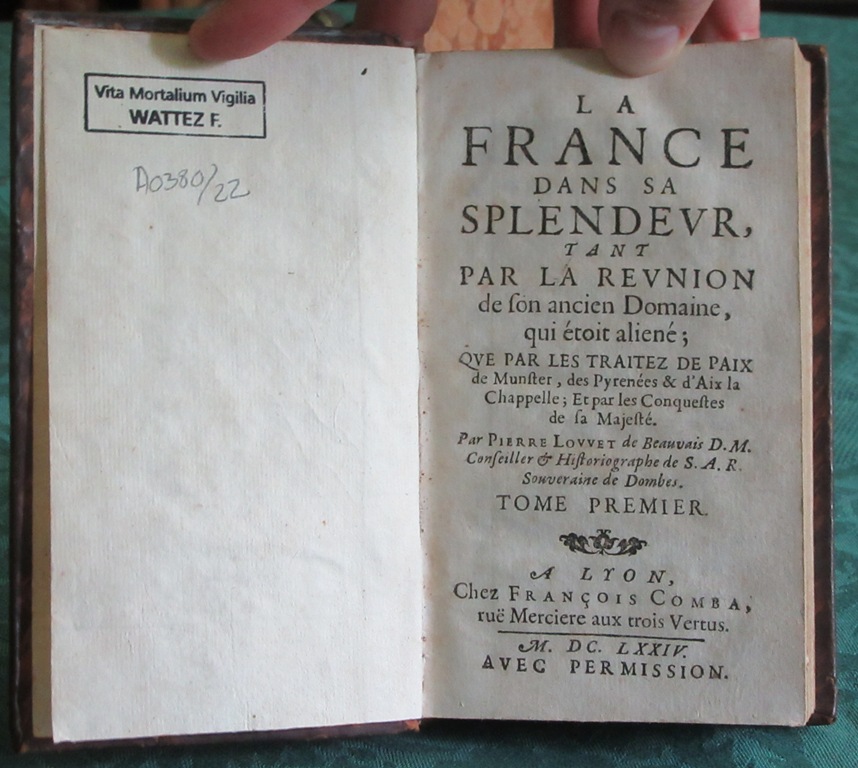 Vita Mortalium Vigilia
WATTEZ F.
A0380/22
LA
FRANCE
DANS SA
SPLENDEVR,
TANT
PAR LA REVNION
de ſon ancien Domaine,
qui étoit aliené ;
QVE PAR LES TRAITEZ DE PAIX
de Munſter, des Pyrenées & d'Aix la
Chappelle ; Et par les Conqueſtes
de ſa Majeſté.
Par PIERRE LOVVET de Beauvais D. M.
Conſeiller & Hiſtoriographe de S. A. R.
Souveraine de Dombes.
TOME PREMIER.
A LYON,
Chez FRANÇOIS COMBA,
ruë Merciere aux trois Vertus.
M. DC. LXXIV.
AVEC PERMISSION.